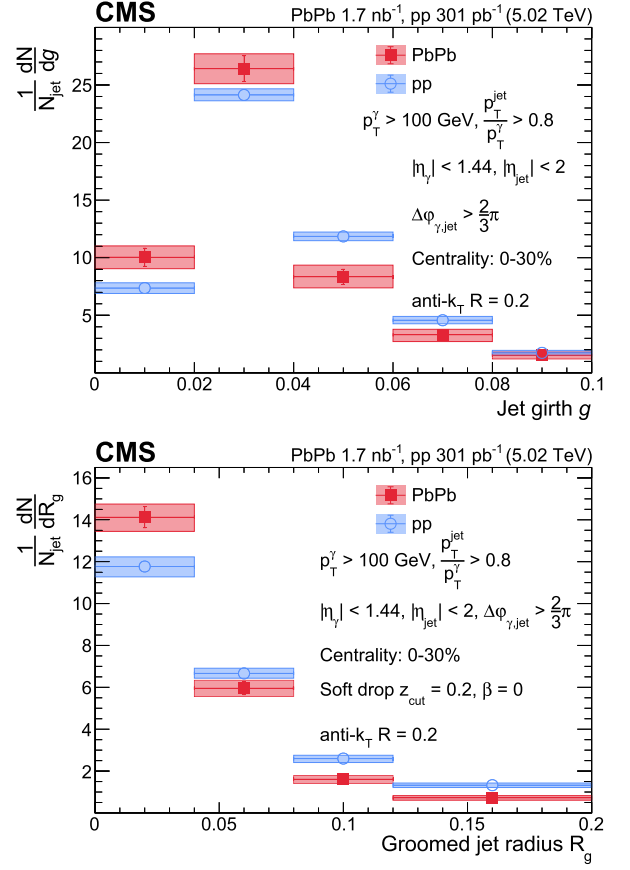 CMS PbPb 1.7 nb⁻¹, pp 301 pb⁻¹ (5.02 TeV)
1/N_jet dN/dg
PbPb
pp
p_T^γ > 100 GeV, p_T^jet/p_T^γ > 0.8
|η_γ| < 1.44, |η_jet| < 2
Δφ_γ,jet > 2/3 π
Centrality: 0-30%
anti-k_T R = 0.2
25
20
15
10
5
0 0.02 0.04 0.06 0.08 0.1
Jet girth g
CMS PbPb 1.7 nb⁻¹, pp 301 pb⁻¹ (5.02 TeV)
1/N_jet dN/dR_g
PbPb
pp
p_T^γ > 100 GeV, p_T^jet/p_T^γ > 0.8
|η_γ| < 1.44, |η_jet| < 2, Δφ_γ,jet > 2/3 π
Centrality: 0-30%
Soft drop z_cut = 0.2, β = 0
anti-k_T R = 0.2
16
14
12
10
8
6
4
2
0 0.05 0.1 0.15 0.2
Groomed jet radius R_g